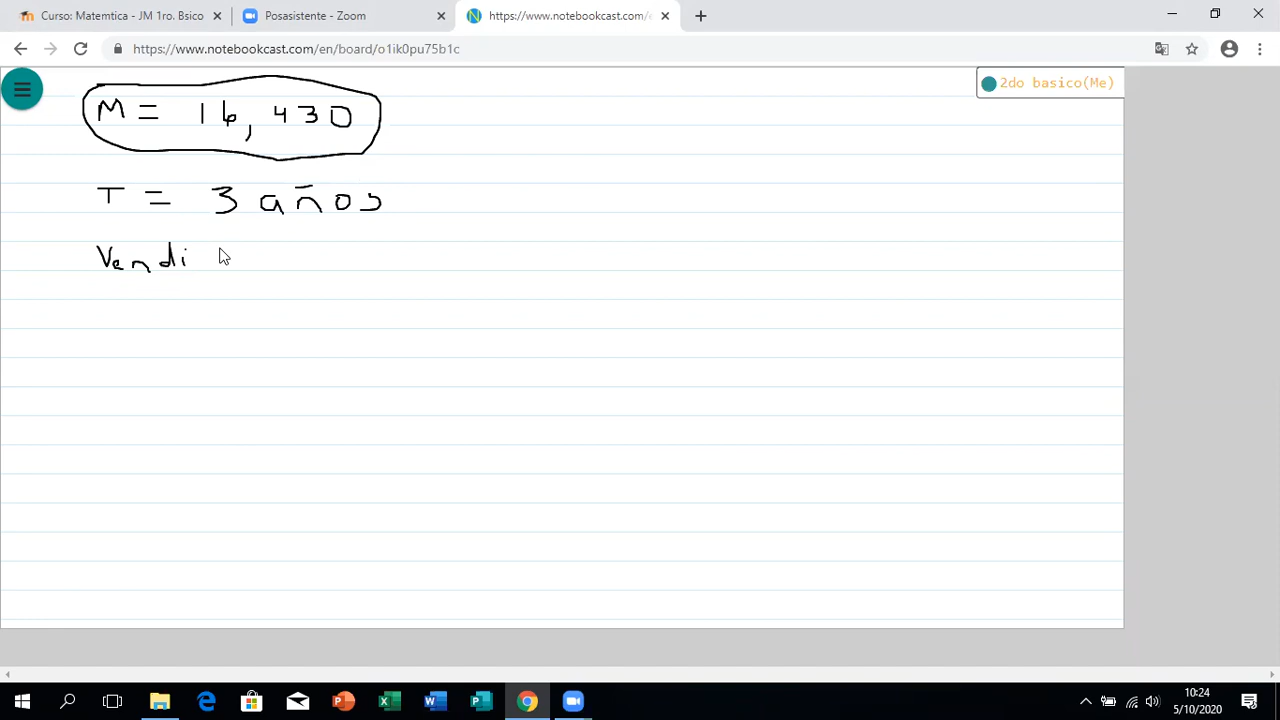 Curso: Matemtica - JM 1ro. Bsico
Posasistente - Zoom
https://www.notebookcast.com/e
https://www.notebookcast.com/en/board/o1ik0pu75b1c
2do basico(Me)
M = 16,430
T = 3 años
Vendi
10:24
5/10/2020